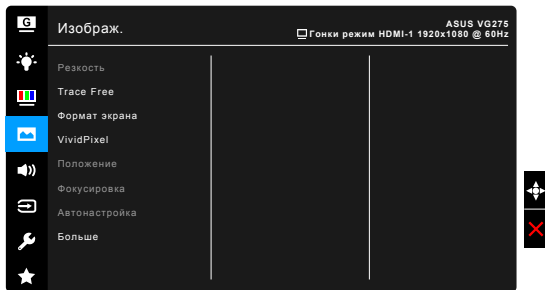 G
Изображ.
ASUS VG275
Гонки режим HDMI-1 1920x1080 @ 60Hz
Резкость
Trace Free
Формат экрана
VividPixel
Положение
Фокусировка
Автонастройка
Больше